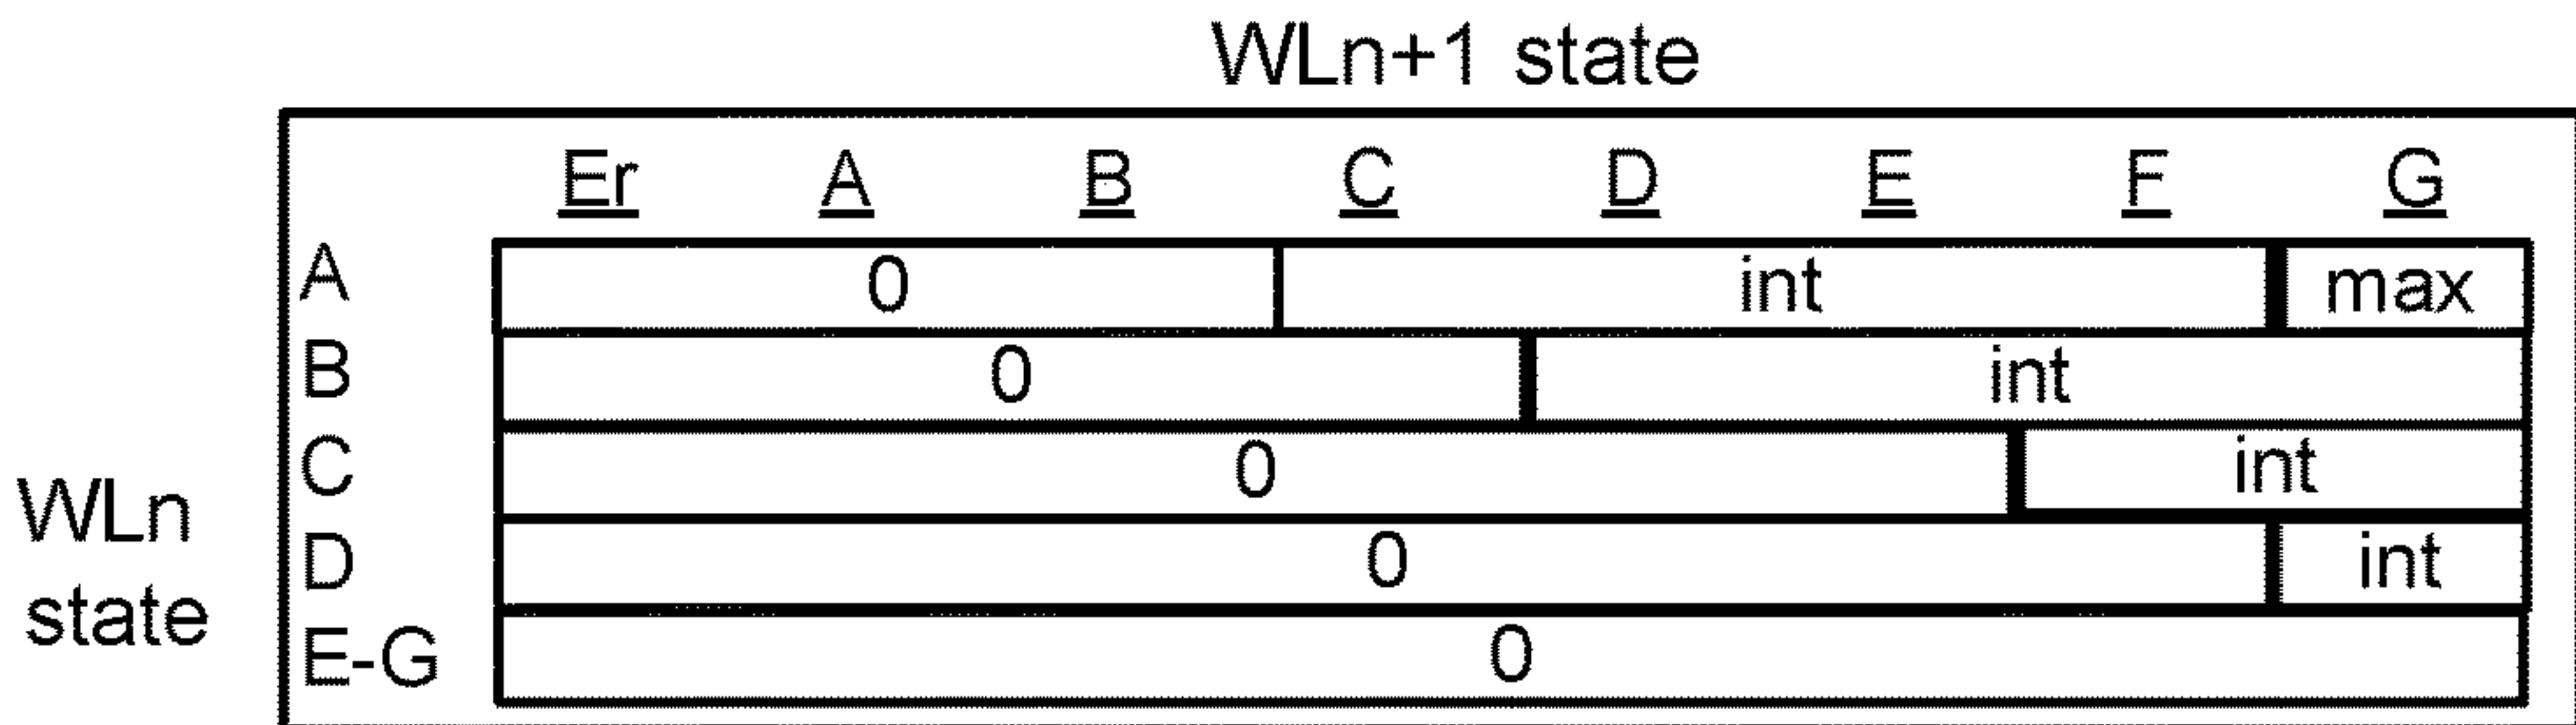 WLn+1 state
Er A B C D E F G
A 0 int max
B 0 int
C 0 int
WLn
D 0 int
state
E-G 0